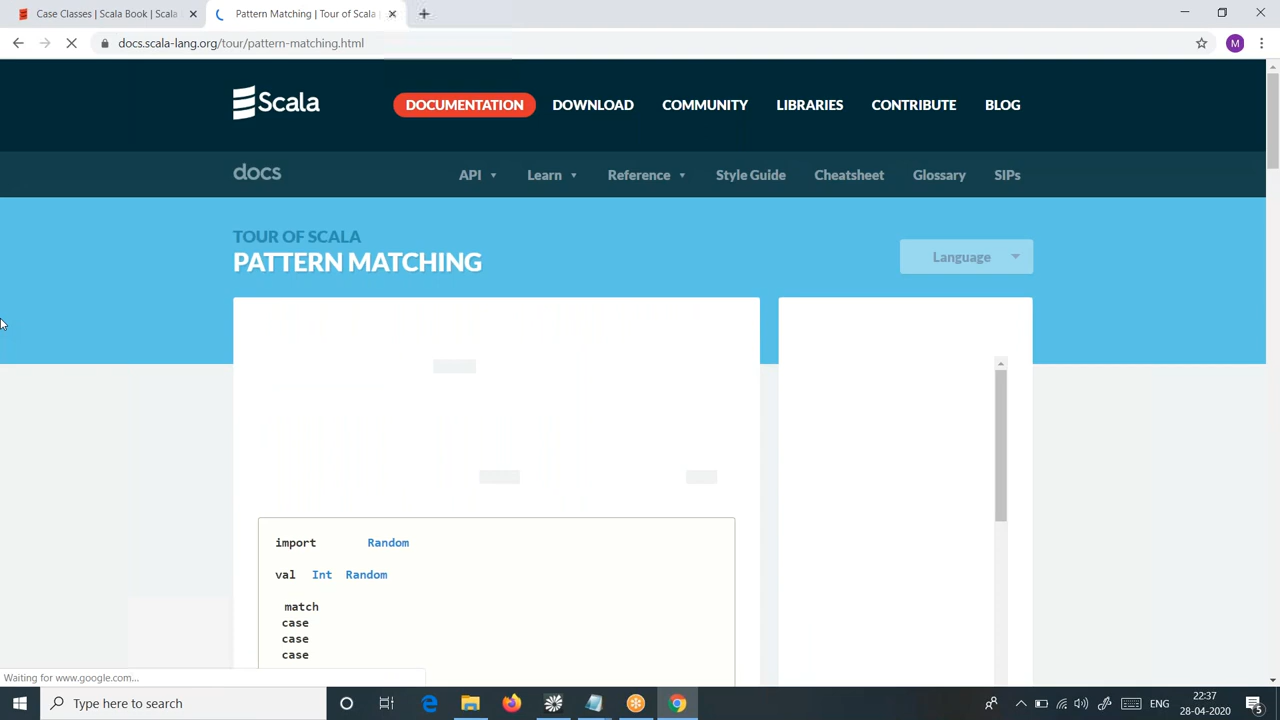 Case Classes | Scala Book | Scala
Pattern Matching | Tour of Scala |
docs.scala-lang.org/tour/pattern-matching.html
M
Scala
DOCUMENTATION
DOWNLOAD
COMMUNITY
LIBRARIES
CONTRIBUTE
BLOG
docs
API
Learn
Reference
Style Guide
Cheatsheet
Glossary
SIPs
TOUR OF SCALA
PATTERN MATCHING
Language
import Random
val Int Random
match
case
case
case
Waiting for www.google.com...
Type here to search
ENG
22:37
28-04-2020
5